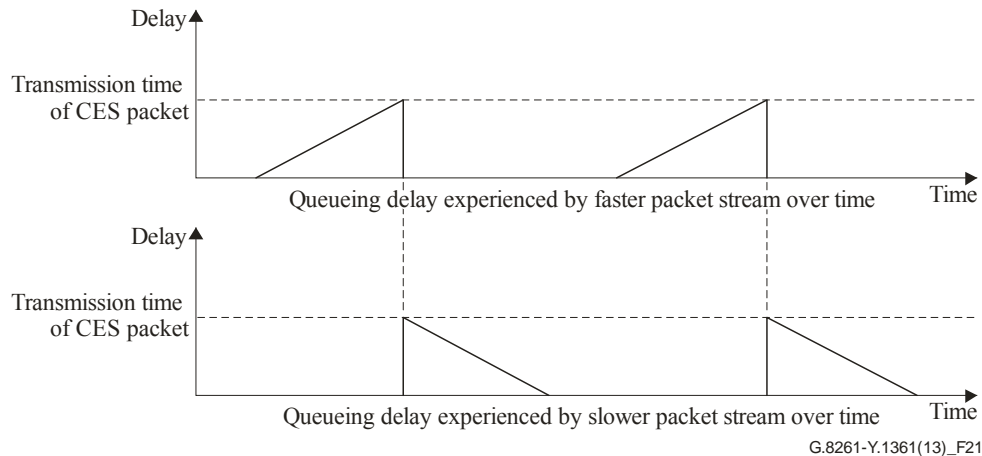 Delay
Transmission time
of CES packet
Queueing delay experienced by faster packet stream over time
Time
Delay
Transmission time
of CES packet
Queueing delay experienced by slower packet stream over time
Time
G.8261-Y.1361(13)_F21